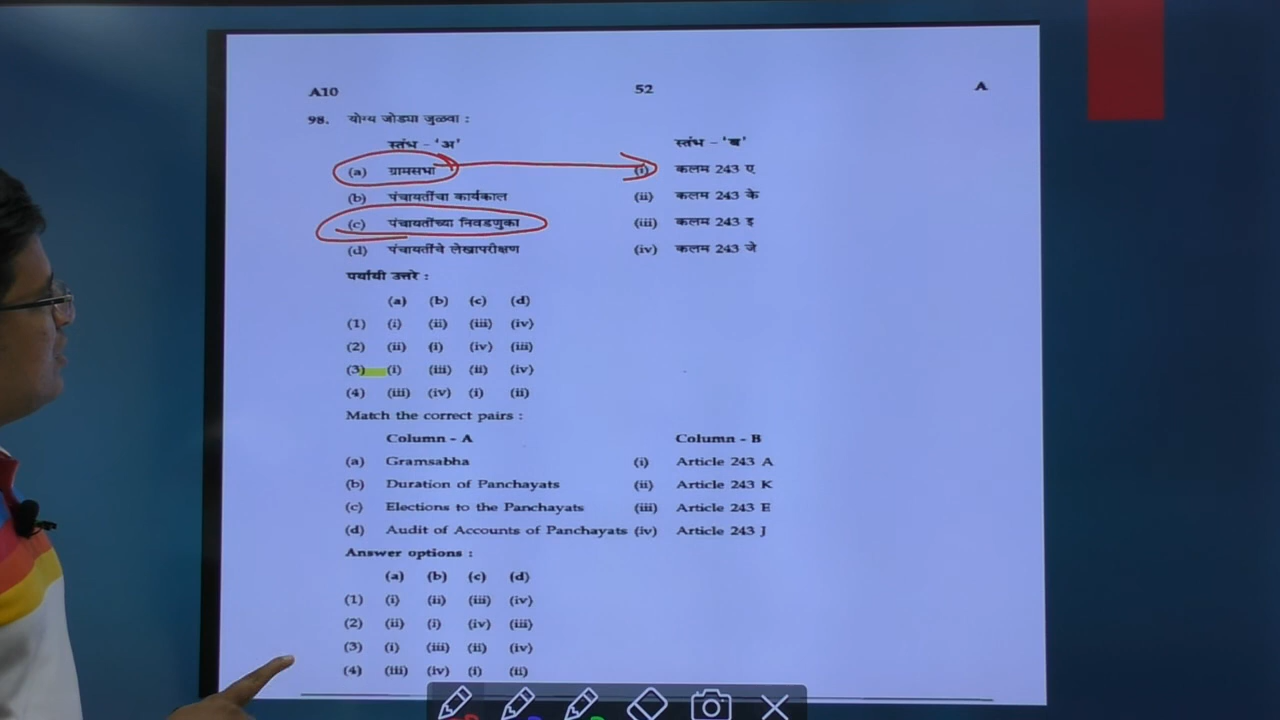 A10 52 A
98. योग्य जोड्या जुळवा :
स्तंभ - 'अ' स्तंभ - 'ब'
(a) ग्रामसभा (i) कलम 243 ए
(b) पंचायतींचा कार्यकाल (ii) कलम 243 के
(c) पंचायतींच्या निवडणुका (iii) कलम 243 इ
(d) पंचायतींचे लेखापरीक्षण (iv) कलम 243 जे
पर्यायी उत्तरे :
(a) (b) (c) (d)
(1) (i) (ii) (iii) (iv)
(2) (ii) (i) (iv) (iii)
(3) (i) (iii) (ii) (iv)
(4) (iii) (iv) (i) (ii)
Match the correct pairs :
Column - A Column - B
(a) Gramsabha (i) Article 243 A
(b) Duration of Panchayats (ii) Article 243 K
(c) Elections to the Panchayats (iii) Article 243 E
(d) Audit of Accounts of Panchayats (iv) Article 243 J
Answer options :
(a) (b) (c) (d)
(1) (i) (ii) (iii) (iv)
(2) (ii) (i) (iv) (iii)
(3) (i) (iii) (ii) (iv)
(4) (iii) (iv) (i) (ii)